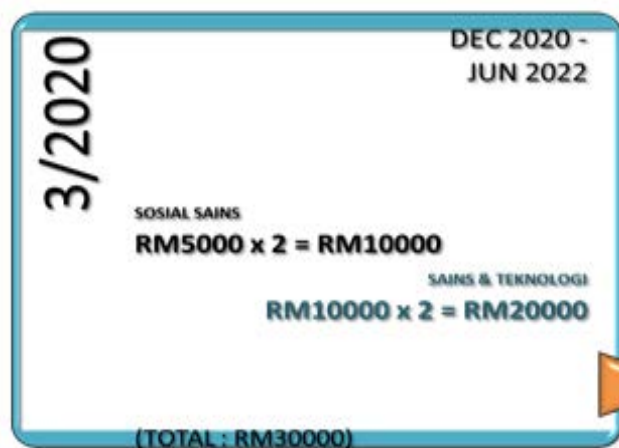 3/2020
DEC 2020 -
JUN 2022
SOSIAL SAINS
RM5000 x 2 = RM10000
SAINS & TEKNOLOGI
RM10000 x 2 = RM20000
(TOTAL : RM30000)